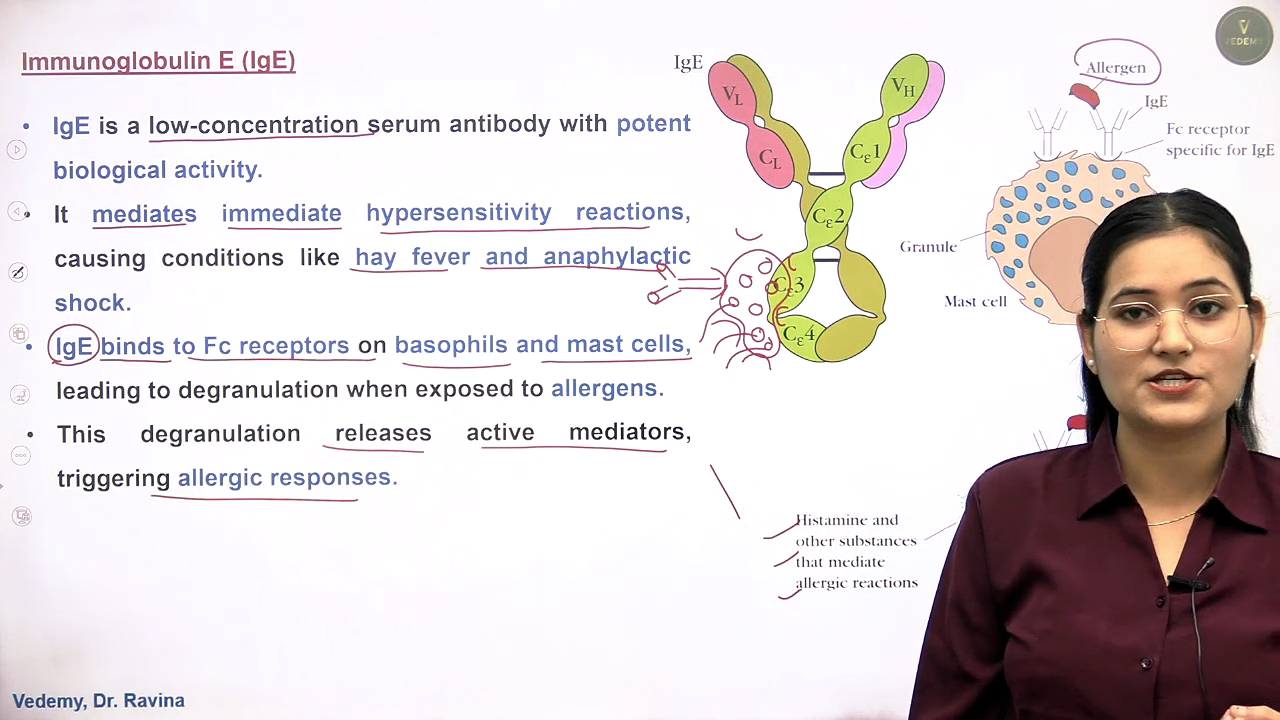 Immunoglobulin E (IgE)
• IgE is a low-concentration serum antibody with potent
biological activity.
• It mediates immediate hypersensitivity reactions,
causing conditions like hay fever and anaphylactic
shock.
• IgE binds to Fc receptors on basophils and mast cells,
leading to degranulation when exposed to allergens.
• This degranulation releases active mediators,
triggering allergic responses.
IgE
VL
VH
CL
Cε1
Cε2
Cε3
Cε4
V
VEDEMY
Allergen
IgE
Fc receptor
specific for IgE
Granule
Mast cell
Histamine and
other substances
that mediate
allergic reactions
Vedemy, Dr. Ravina